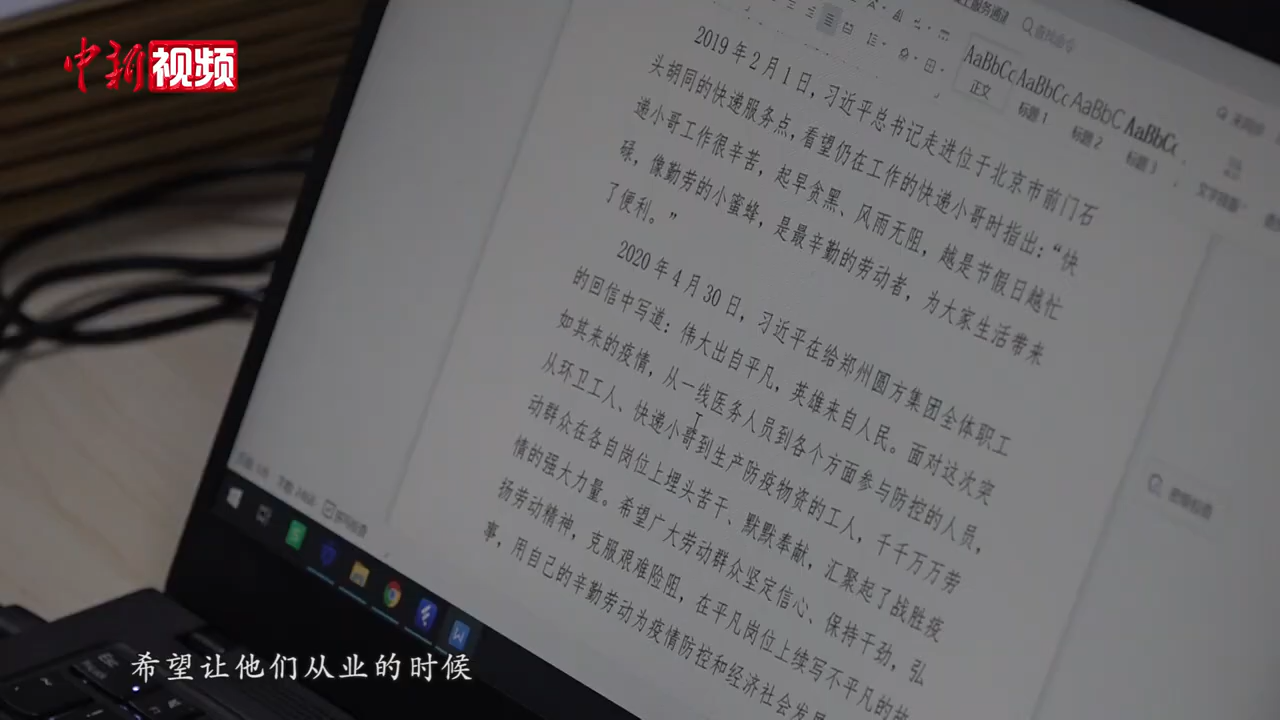 中新视频
上服务通
查找命令
AaBbCc AaBbCc AaBbC AaBbC
正文 标题 1 标题 2 标题 3
2019 年 2 月 1 日，习近平总书记走进位于北京市前门石
头胡同的快递服务点，看望仍在工作的快递小哥时指出：“快
递小哥工作很辛苦，起早贪黑、风雨无阻，越是节假日越忙
碌，像勤劳的小蜜蜂，是最辛勤的劳动者，为大家生活带来
了便利。”
2020 年 4 月 30 日，习近平在给郑州圆方集团全体职工
的回信中写道：伟大出自平凡，英雄来自人民。面对这次突
如其来的疫情，从一线医务人员到各个方面参与防控的人员，
从环卫工人、快递小哥到生产防疫物资的工人，千千万万劳
动群众在各自岗位上埋头苦干、默默奉献，汇聚起了战胜疫
情的强大力量。希望广大劳动群众坚定信心、保持干劲，弘
扬劳动精神，克服艰难险阻，在平凡岗位上续写不平凡的故
事，用自己的辛勤劳动为疫情防控和经济社会发展
希望让他们从业的时候